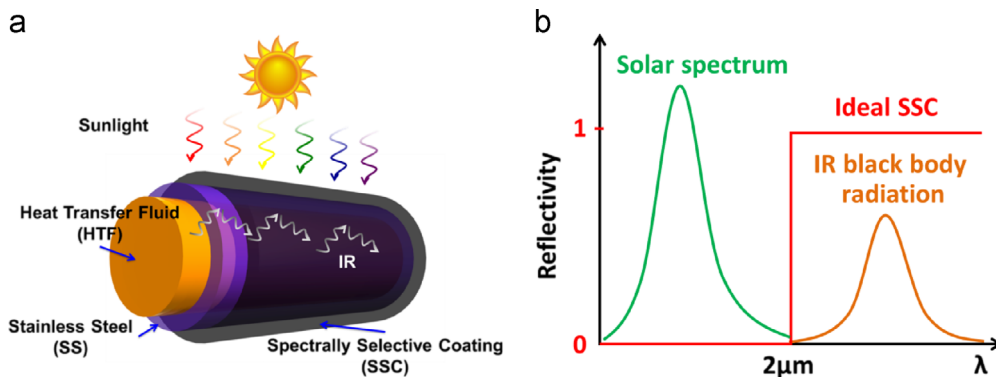 a
Sunlight
Heat Transfer Fluid
(HTF)
IR
Stainless Steel
(SS)
Spectrally Selective Coating
(SSC)
b
Solar spectrum
Ideal SSC
1
IR black body
radiation
Reflectivity
0
2μm
λ